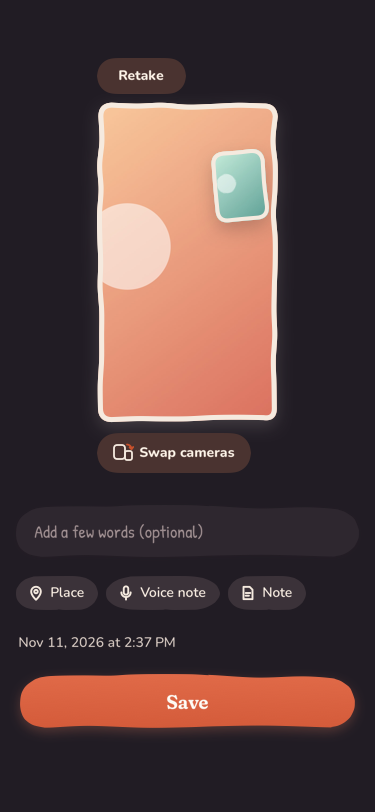 Retake
Swap cameras
Add a few words (optional)
Place
Voice note
Note
Nov 11, 2026 at 2:37 PM
Save